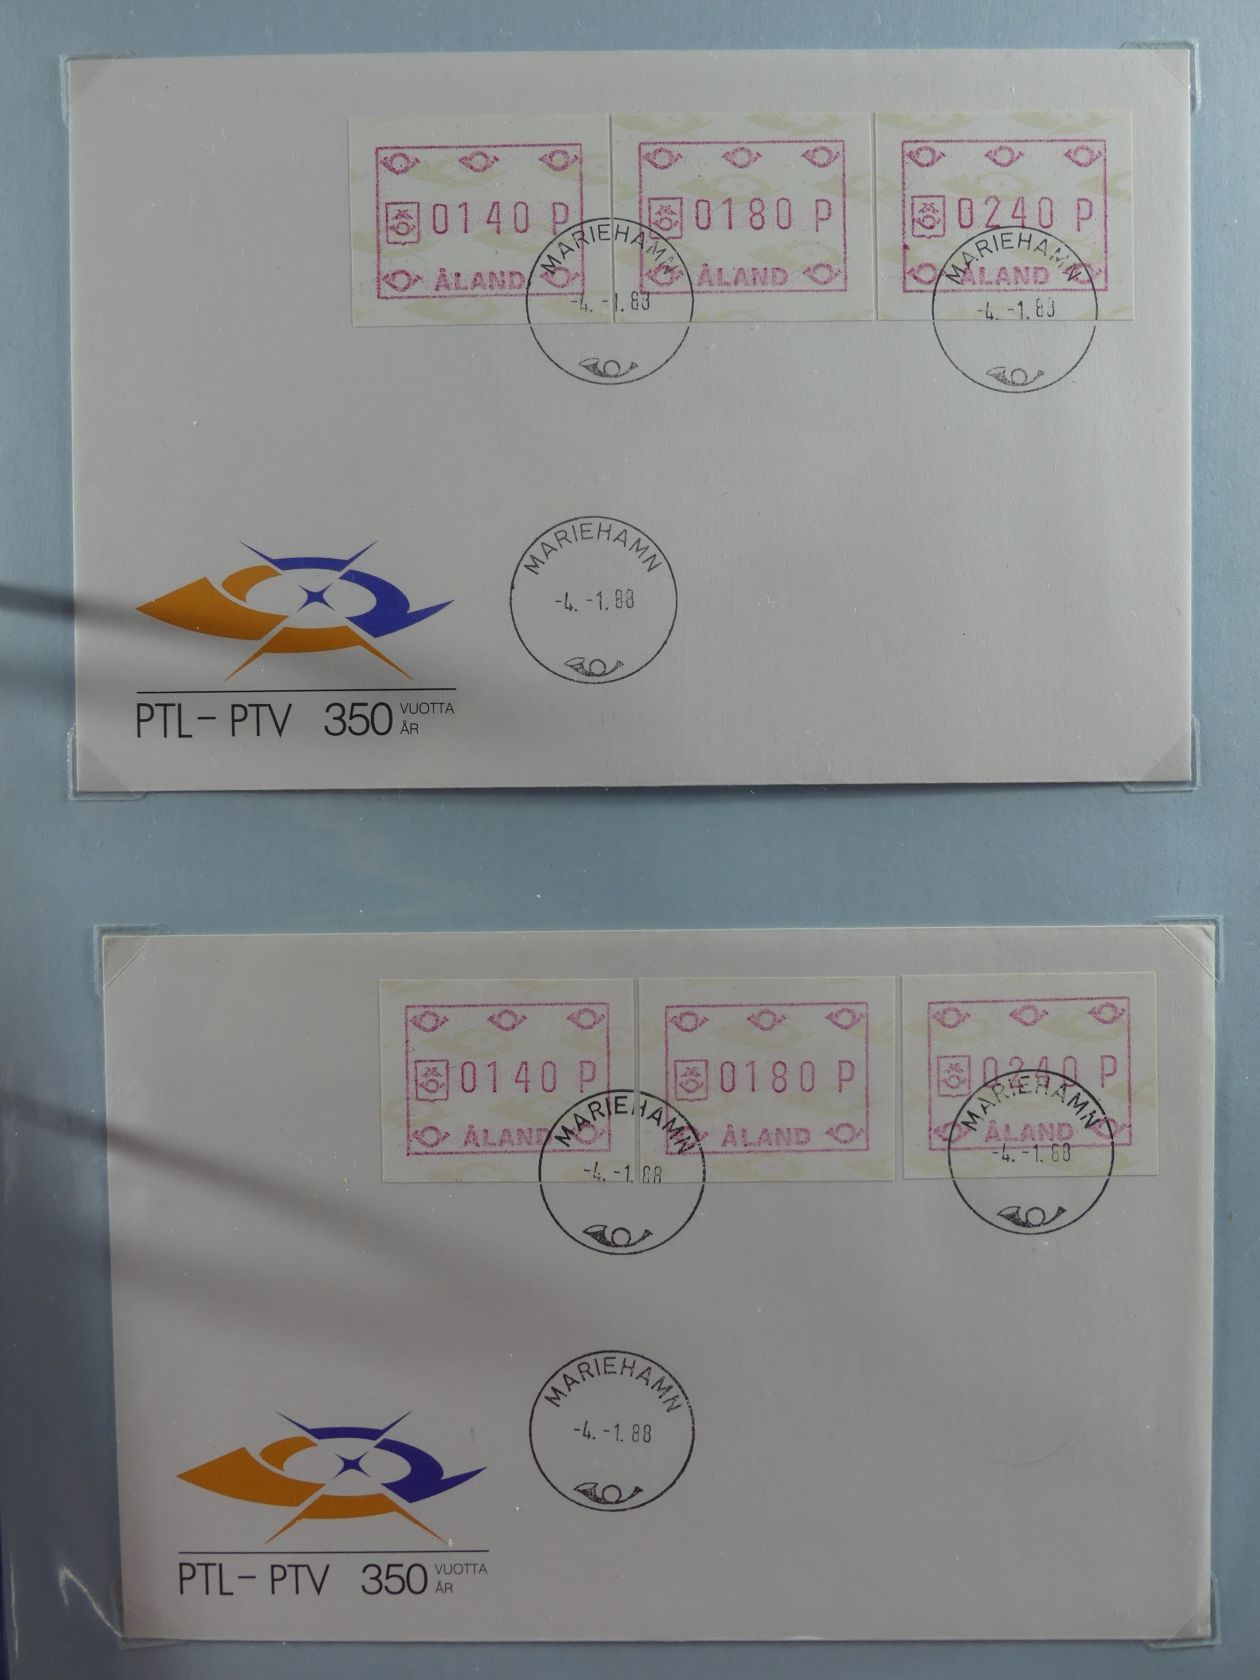 0140 P
ÅLAND
0180 P
ÅLAND
0240 P
ÅLAND
MARIEHAMN
-4.-1.88
MARIEHAMN
-4.-1.88
MARIEHAMN
-4.-1.88
PTL- PTV 350 VUOTTA
ÅR
0140 P
ÅLAND
0180 P
ÅLAND
0240 P
ÅLAND
MARIEHAMN
-4.-1.88
MARIEHAMN
-4.-1.88
MARIEHAMN
-4.-1.88
PTL- PTV 350 VUOTTA
ÅR